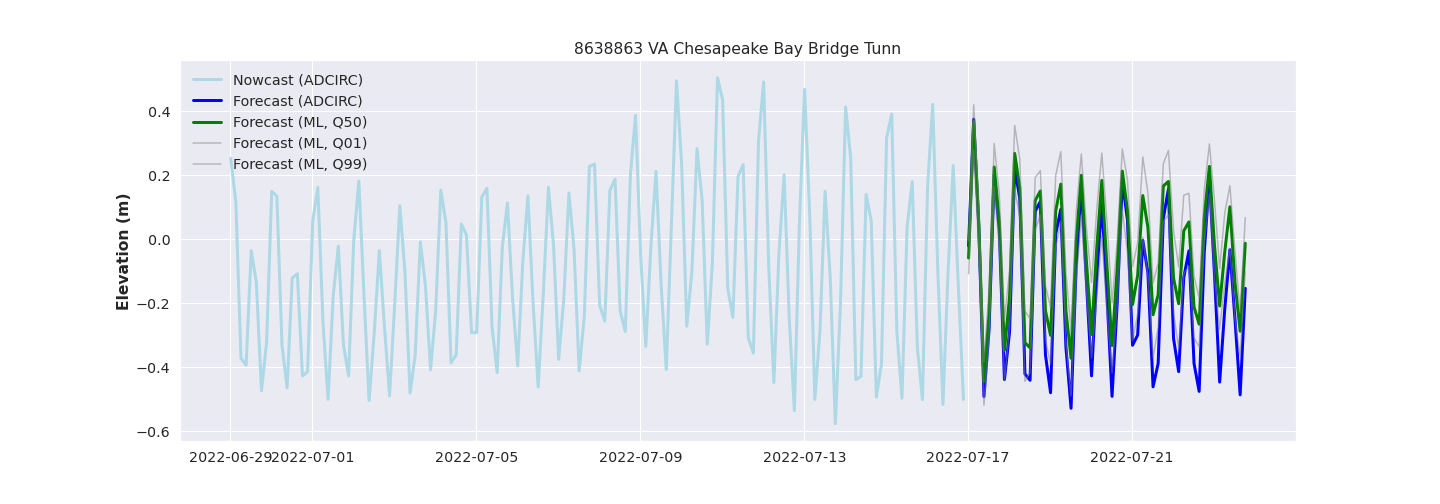 8638863 VA Chesapeake Bay Bridge Tunn
Nowcast (ADCIRC)
Forecast (ADCIRC)
Forecast (ML, Q50)
Forecast (ML, Q01)
Forecast (ML, Q99)
Elevation (m)
0.4
0.2
0.0
−0.2
−0.4
−0.6
2022-06-29
2022-07-01
2022-07-05
2022-07-09
2022-07-13
2022-07-17
2022-07-21